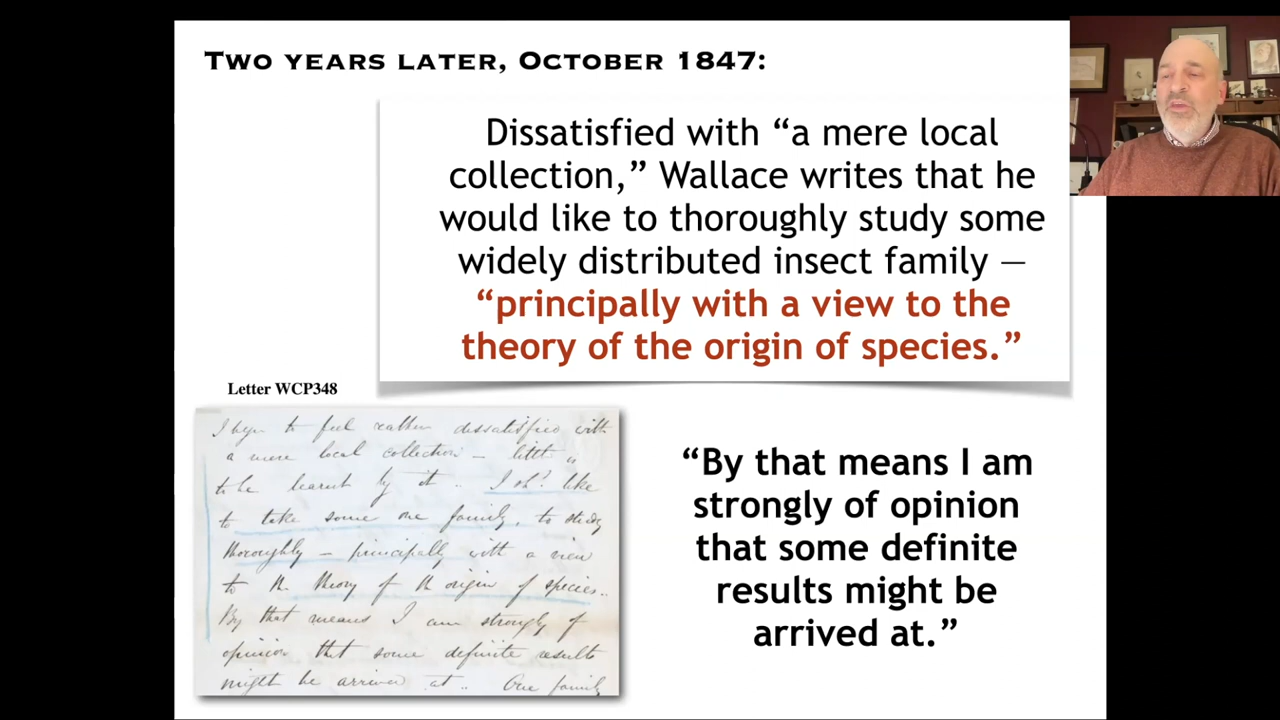 TWO YEARS LATER, OCTOBER 1847:
Dissatisfied with “a mere local
collection,” Wallace writes that he
would like to thoroughly study some
widely distributed insect family —
“principally with a view to the
theory of the origin of species.”
Letter WCP348
I begin to feel rather dissatisfied with
a mere local collection – little is
to be learnt by it .. I shd. like
to take some one family, to study
thoroughly – principally with a view
to the theory of the origin of species..
By that means I am strongly of
opinion that some definite results
might be arrived at .. One family
“By that means I am
strongly of opinion
that some definite
results might be
arrived at.”